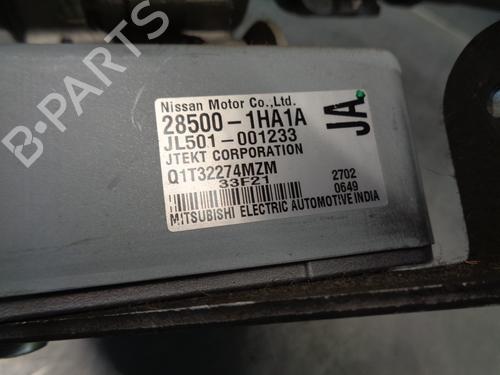 Nissan Motor Co.,Ltd.
28500-1HA1A
JL501-001233
JTEKT CORPORATION
Q1T32274MZM
33F21
2702
0649
MITSUBISHI ELECTRIC AUTOMOTIVE INDIA
JA
B-PARTS